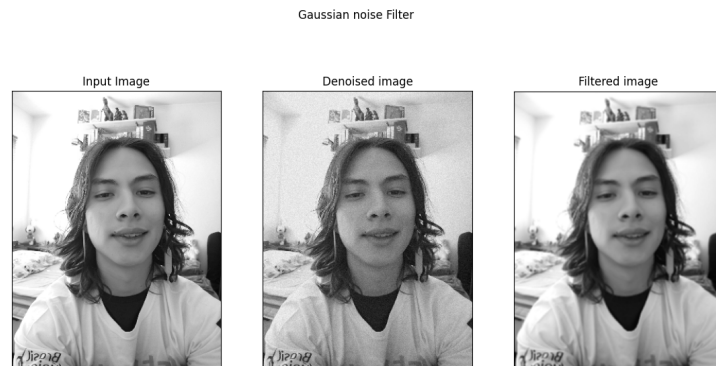 Gaussian noise Filter
Input Image
Denoised image
Filtered image